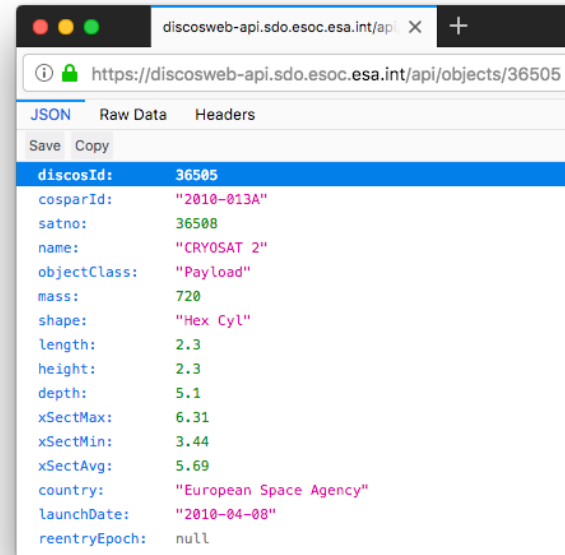 discosweb-api.sdo.esoc.esa.int/api
https://discosweb-api.sdo.esoc.esa.int/api/objects/36505
JSON Raw Data Headers
Save Copy
discosId: 36505
cosparId: "2010-013A"
satno: 36508
name: "CRYOSAT 2"
objectClass: "Payload"
mass: 720
shape: "Hex Cyl"
length: 2.3
height: 2.3
depth: 5.1
xSectMax: 6.31
xSectMin: 3.44
xSectAvg: 5.69
country: "European Space Agency"
launchDate: "2010-04-08"
reentryEpoch: null